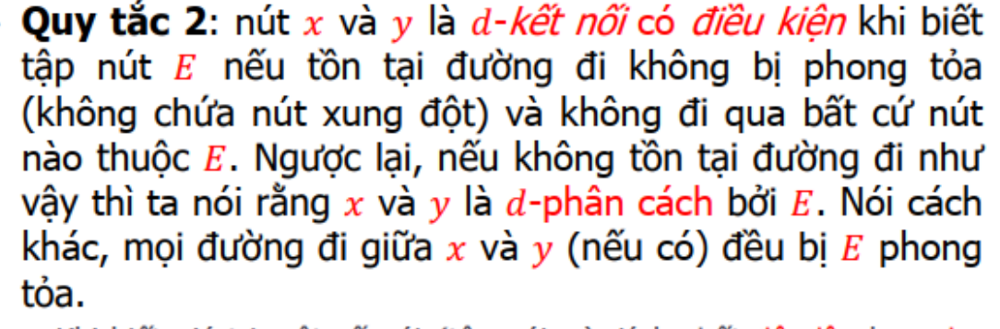 Quy tắc 2: nút x và y là d-kết nối có điều kiện khi biết
tập nút E nếu tồn tại đường đi không bị phong tỏa
(không chứa nút xung đột) và không đi qua bất cứ nút
nào thuộc E. Ngược lại, nếu không tồn tại đường đi như
vậy thì ta nói rằng x và y là d-phân cách bởi E. Nói cách
khác, mọi đường đi giữa x và y (nếu có) đều bị E phong
tỏa.